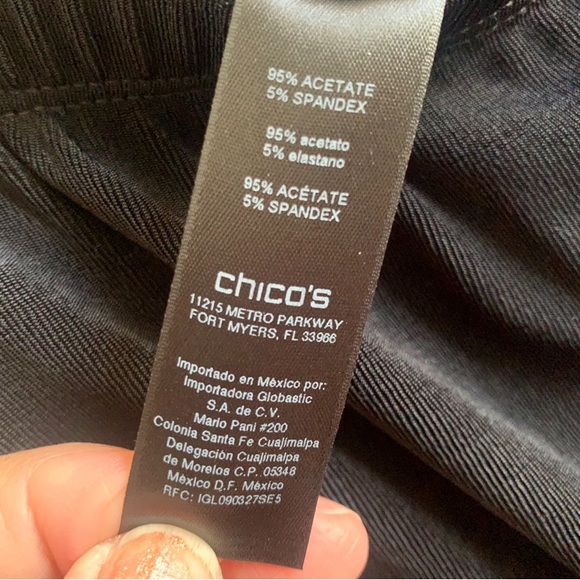 95% ACETATE
5% SPANDEX
95% acetato
5% elastano
95% ACÉTATE
5% SPANDEX
chico's
11215 METRO PARKWAY
FORT MYERS, FL 33966
Importado en México por:
Importadora Globastic
S.A. de C.V.
Mario Pani #200
Colonia Santa Fe Cuajimalpa
Delegación Cuajimalpa
de Morelos C.P. 05348
México D.F. México
RFC: IGL090327SE5